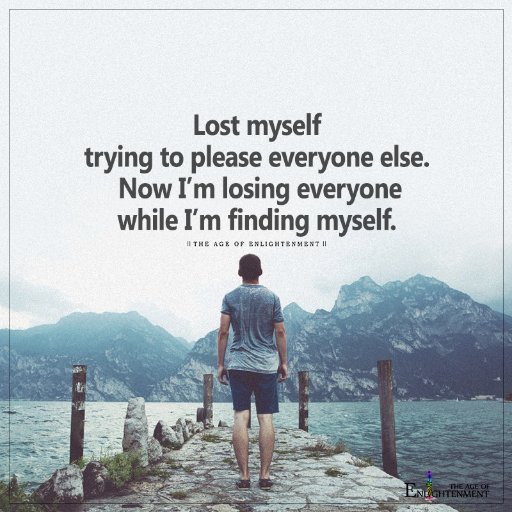 Lost myself
trying to please everyone else.
Now I'm losing everyone
while I'm finding myself.
|| THE AGE OF ENLIGHTENMENT ||
THE AGE OF
ENLIGHTENMENT